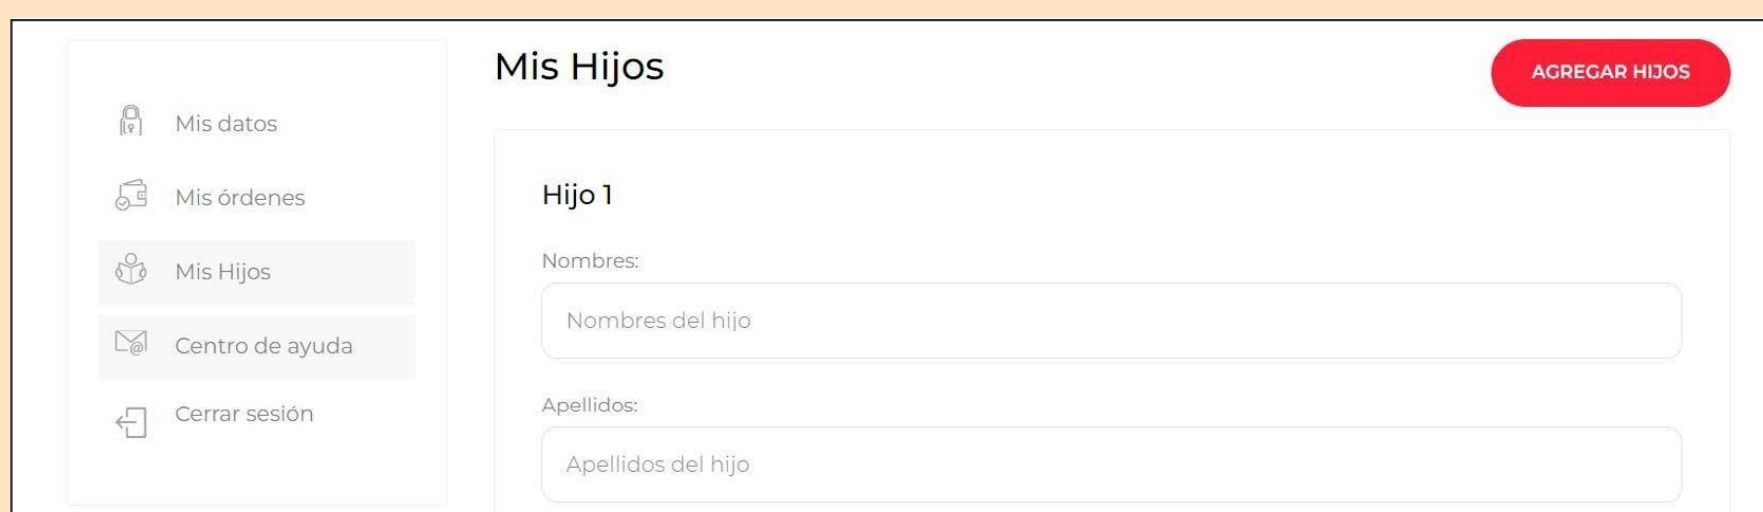 Mis datos
Mis órdenes
Mis Hijos
Centro de ayuda
Cerrar sesión
Mis Hijos
AGREGAR HIJOS
Hijo 1
Nombres:
Nombres del hijo
Apellidos:
Apellidos del hijo